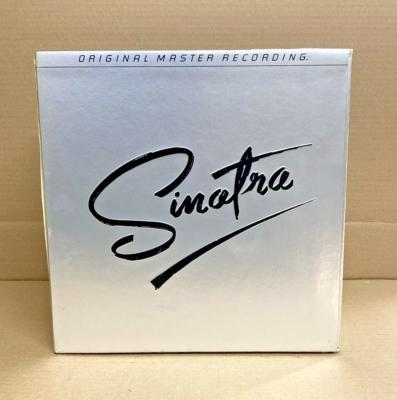 ORIGINAL MASTER RECORDING.
Sinatra